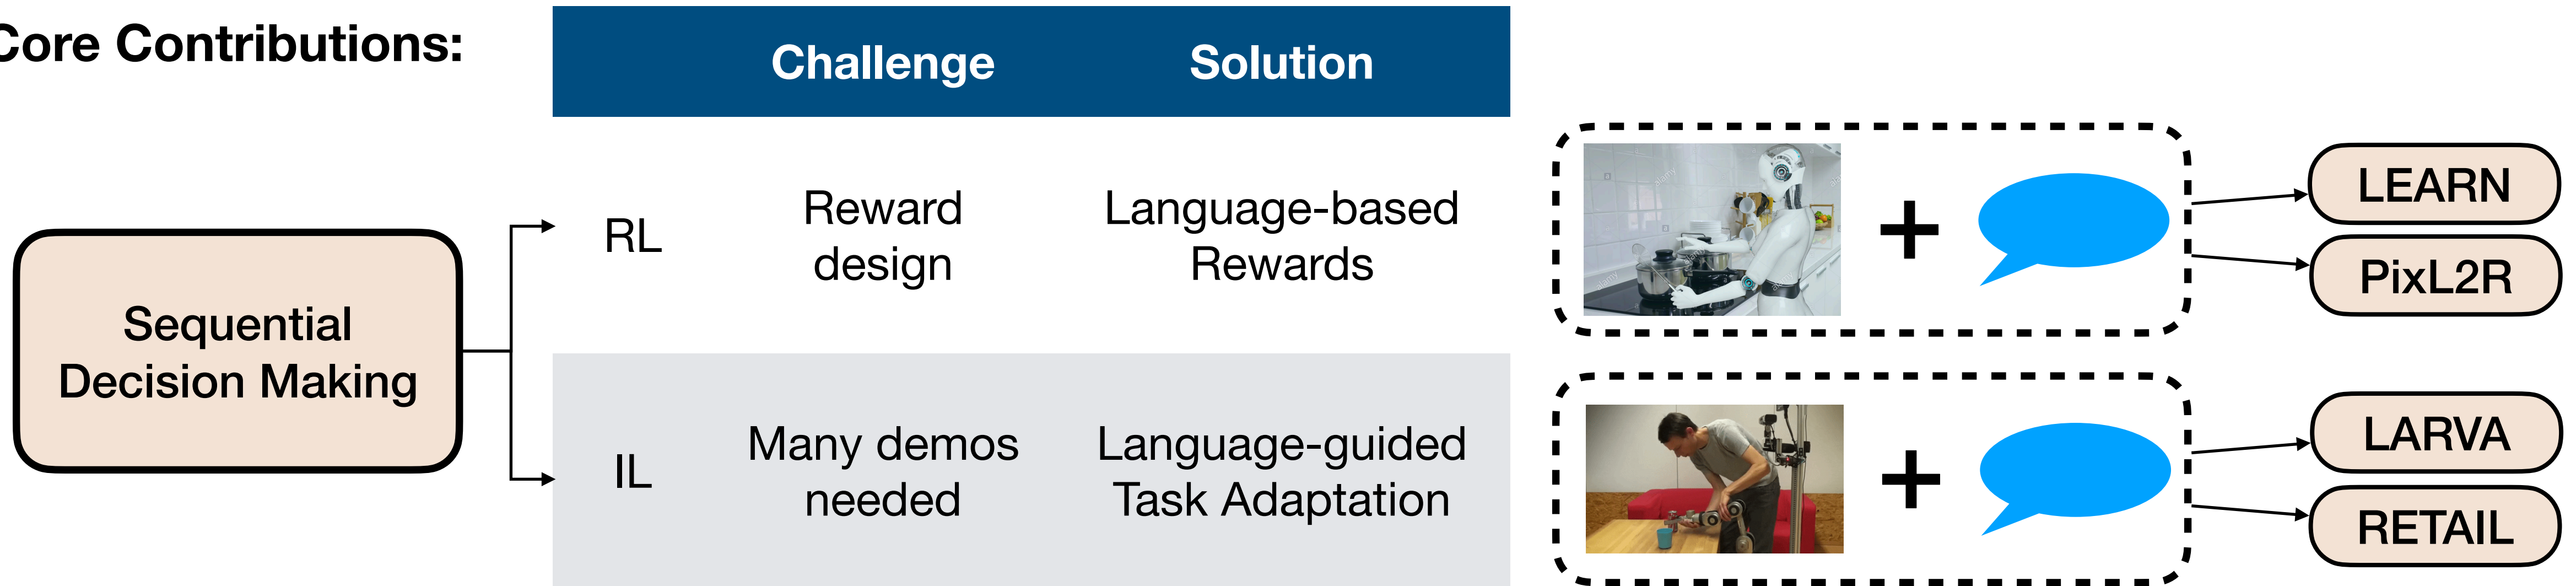 Core Contributions:
Challenge
Solution
Sequential
Decision Making
RL
Reward
design
Language-based
Rewards
+
LEARN
PixL2R
IL
Many demos
needed
Language-guided
Task Adaptation
+
LARVA
RETAIL